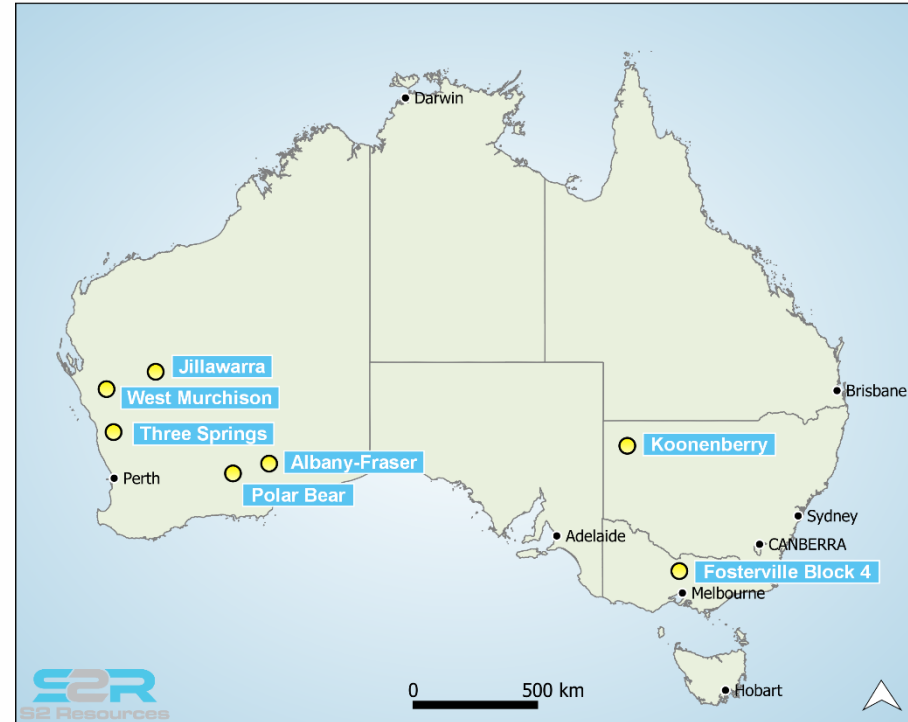 Darwin
Jillawarra
West Murchison
Brisbane
Three Springs
Koonenberry
Albany-Fraser
Perth
Polar Bear
Sydney
Adelaide
CANBERRA
Fosterville Block 4
Melbourne
S2R
S2 Resources
0 500 km
Hobart